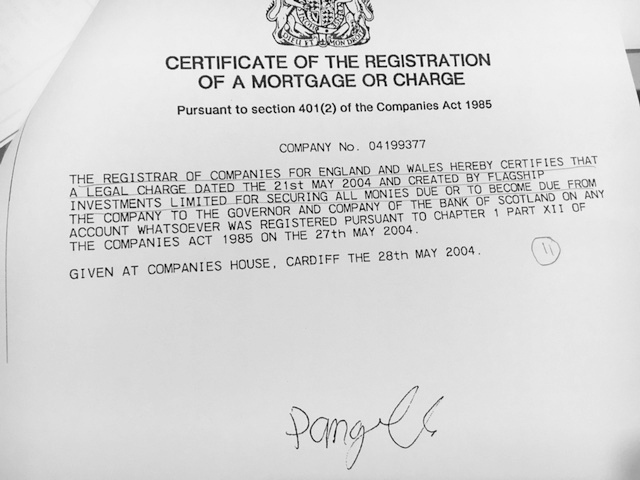 CERTIFICATE OF THE REGISTRATION
OF A MORTGAGE OR CHARGE
Pursuant to section 401(2) of the Companies Act 1985
COMPANY No. 04199377
THE REGISTRAR OF COMPANIES FOR ENGLAND AND WALES HEREBY CERTIFIES THAT
A LEGAL CHARGE DATED THE 21st MAY 2004 AND CREATED BY FLAGSHIP
INVESTMENTS LIMITED FOR SECURING ALL MONIES DUE OR TO BECOME DUE FROM
THE COMPANY TO THE GOVERNOR AND COMPANY OF THE BANK OF SCOTLAND ON ANY
ACCOUNT WHATSOEVER WAS REGISTERED PURSUANT TO CHAPTER 1 PART XII OF
THE COMPANIES ACT 1985 ON THE 27th MAY 2004.
GIVEN AT COMPANIES HOUSE, CARDIFF THE 28th MAY 2004.
11